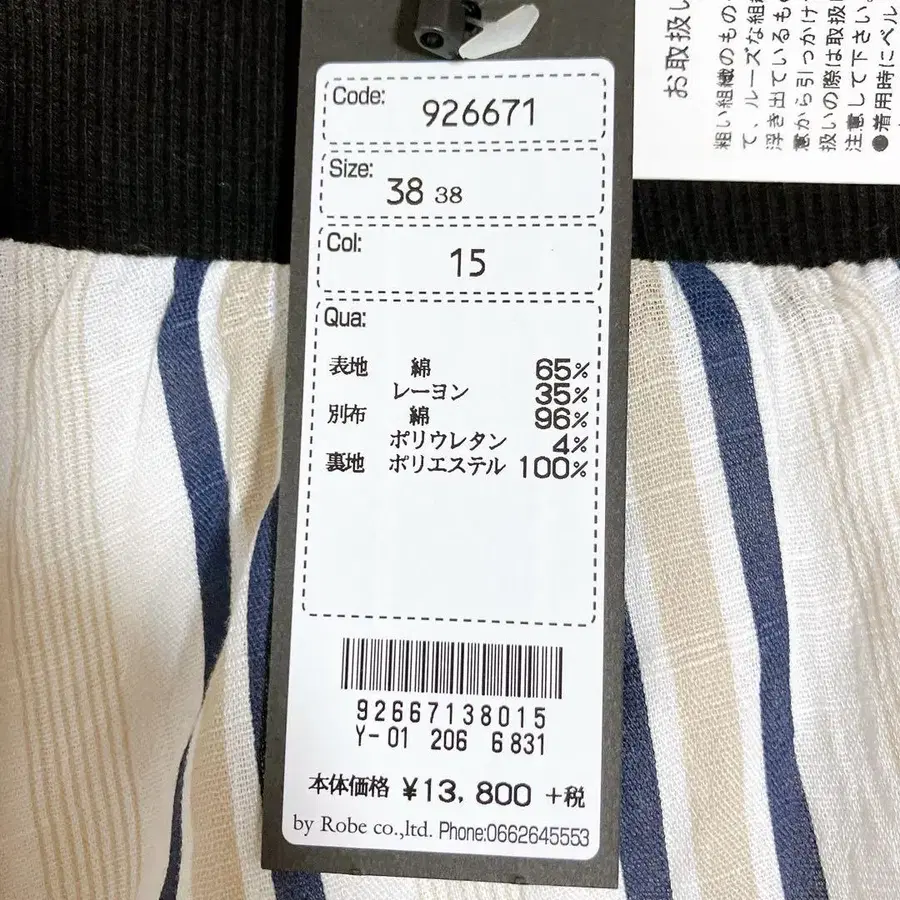 Code:
926671
Size:
38 38
Col:
15
Qua:
表地 綿 65%
レーヨン 35%
別布 綿 96%
ポリウレタン 4%
裏地 ポリエステル 100%
92667138015
Y-01 206 6831
本体価格 ¥13,800 +税
by Robe co.,ltd. Phone:0662645553
お取扱い
粗い組織のもの
て、ルーズな組
浮き出ているも
意から引っかけ
扱いの際は取扱
注意して下さい。
●着用時にベル